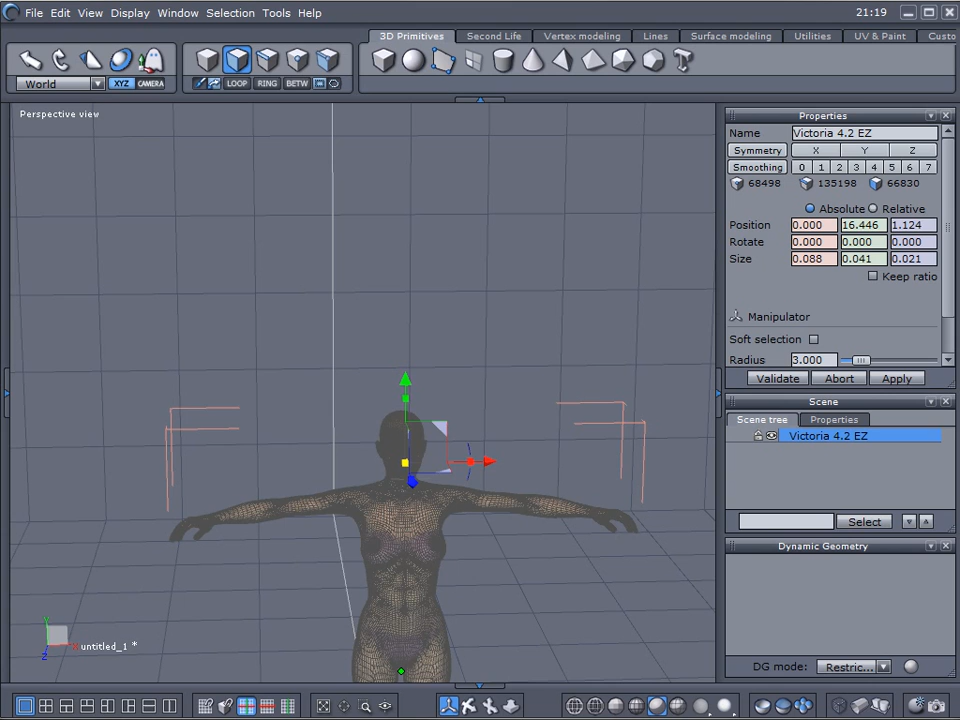 File Edit View Display Window Selection Tools Help 21:19
3D Primitives Second Life Vertex modeling Lines Surface modeling Utilities UV & Paint Custo
World XYZ CAMERA LOOP RING BETW
Perspective view
Properties
Name Victoria 4.2 EZ
Symmetry X Y Z
Smoothing 0 1 2 3 4 5 6 7
68498 135198 66830
Absolute Relative
Position 0.000 16.446 1.124
Rotate 0.000 0.000 0.000
Size 0.088 0.041 0.021
Keep ratio
Manipulator
Soft selection
Radius 3.000
Validate Abort Apply
Scene
Scene tree Properties
Victoria 4.2 EZ
Select
Dynamic Geometry
DG mode: Restric...
Y
X
Z
untitled_1 *